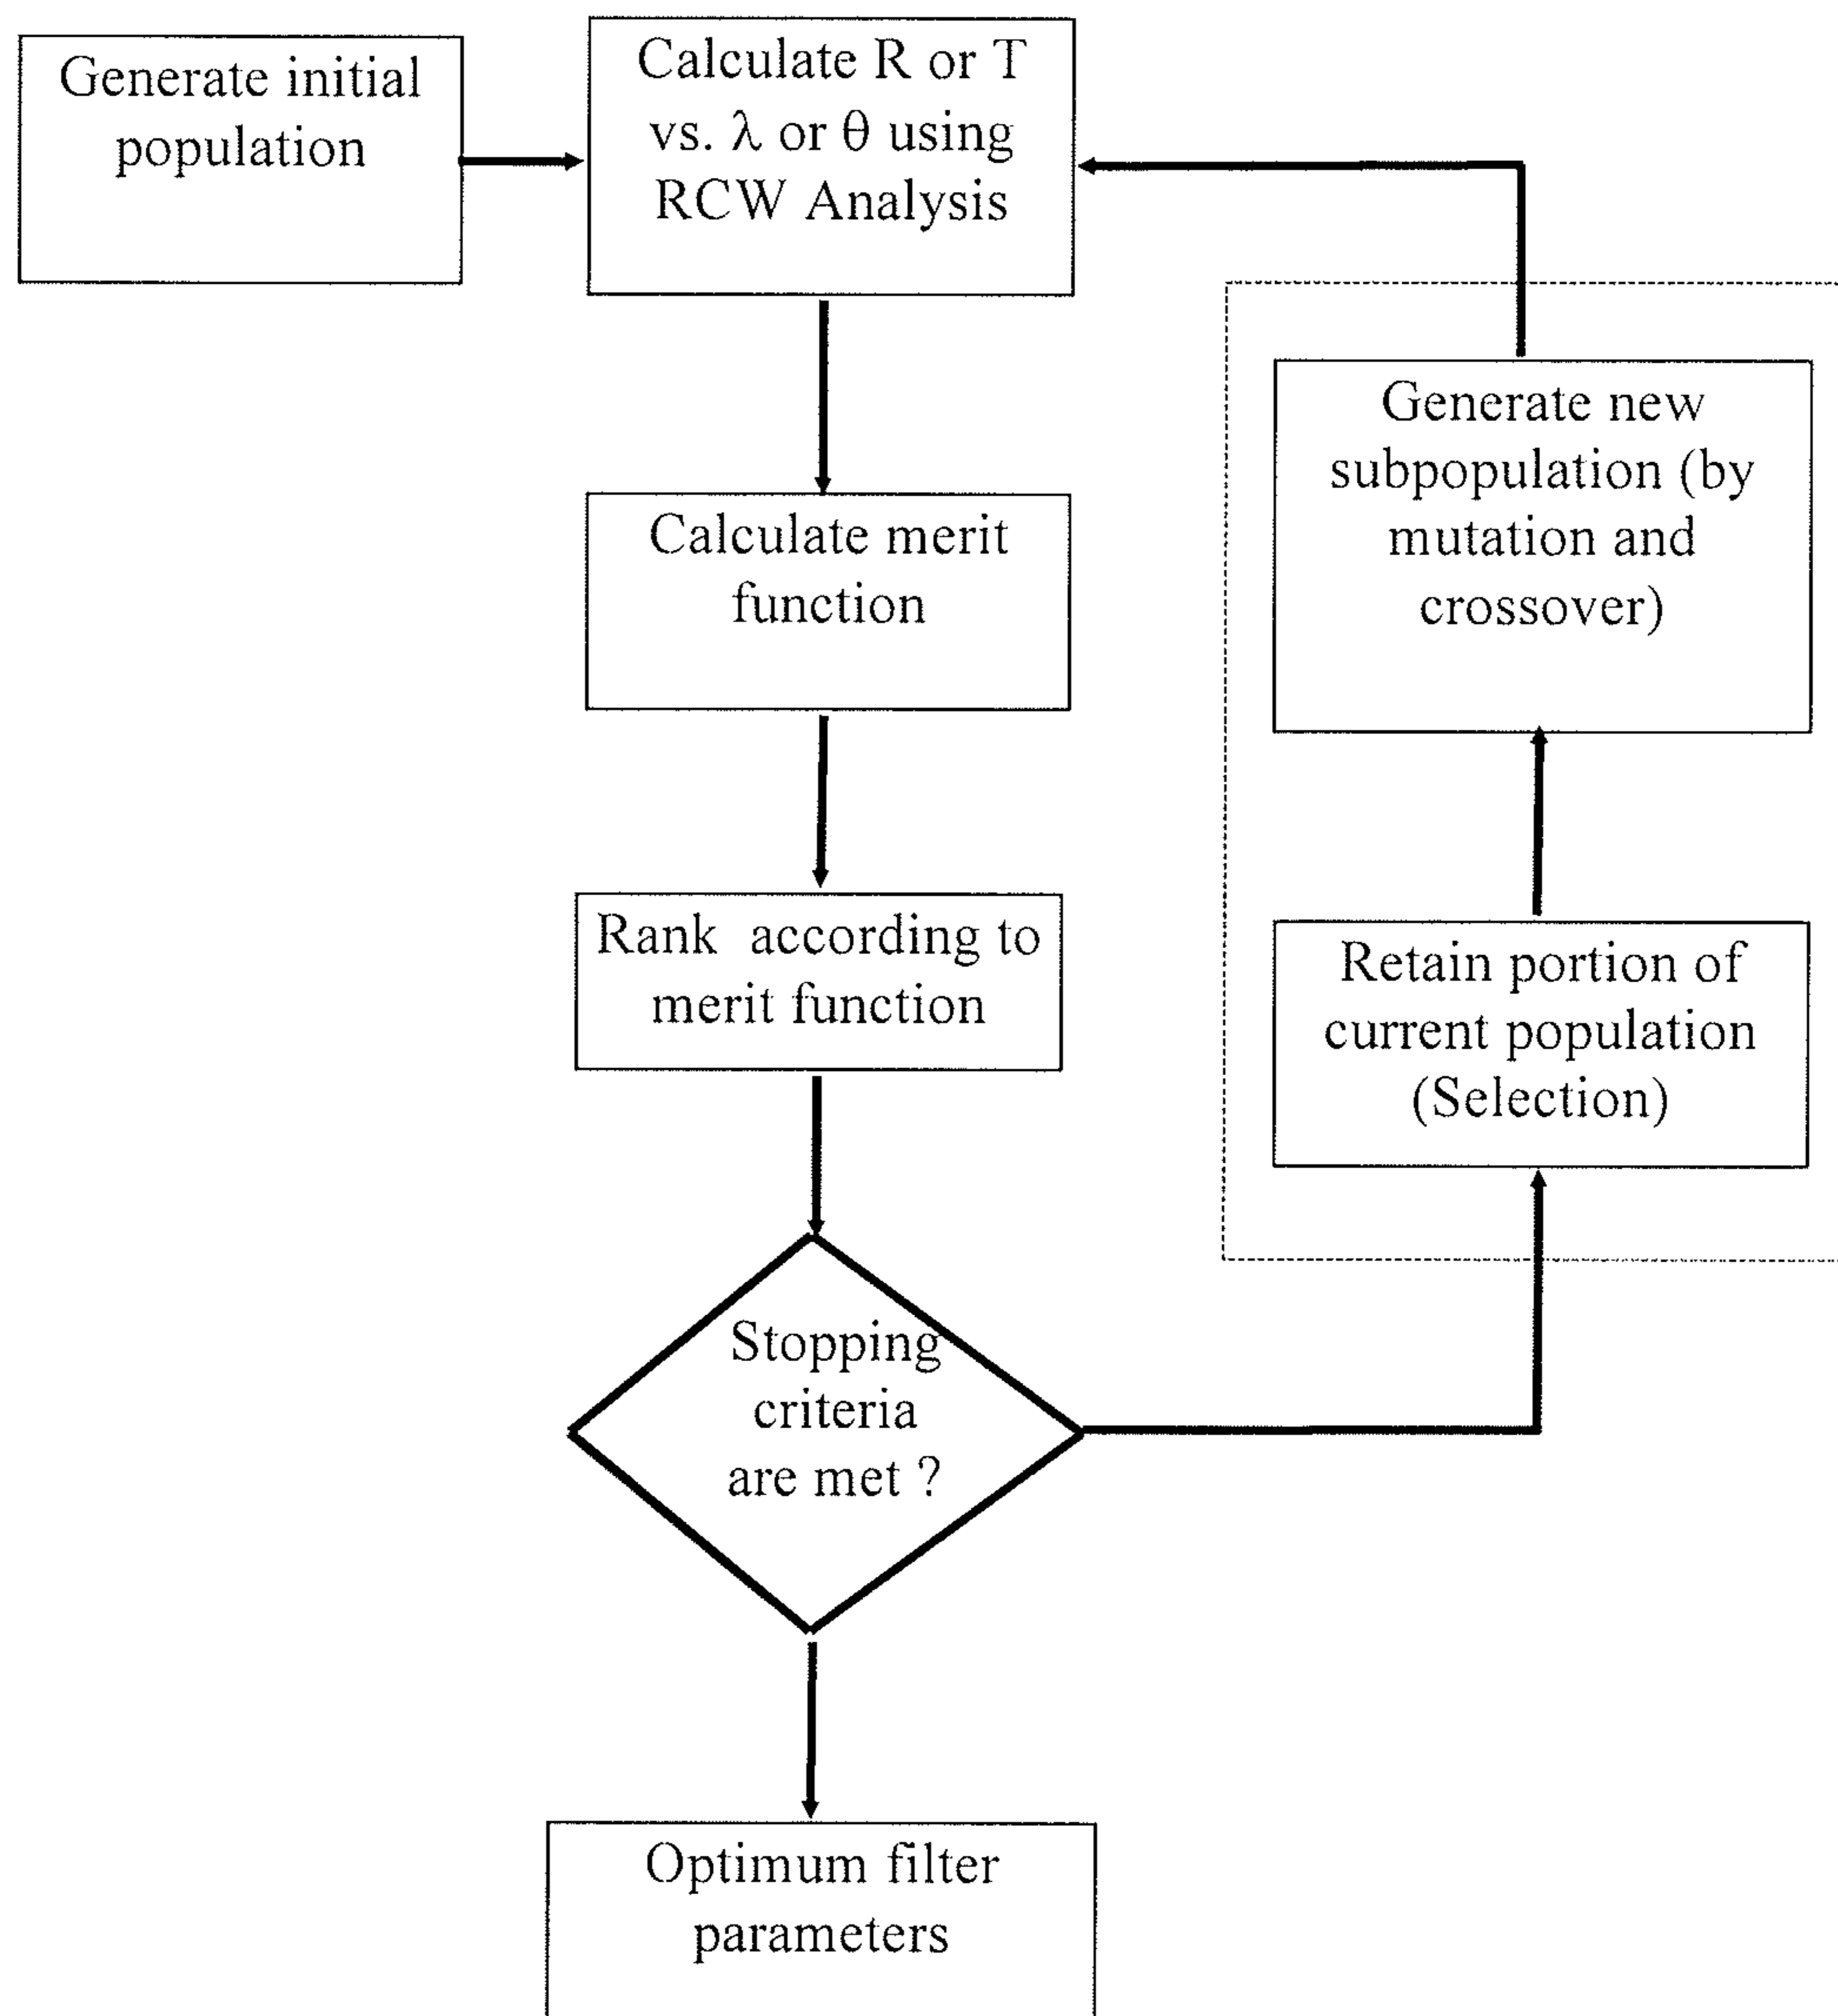 Generate initial
population
Calculate R or T
vs. λ or θ using
RCW Analysis
Calculate merit
function
Rank according to
merit function
Stopping
criteria
are met ?
Optimum filter
parameters
Retain portion of
current population
(Selection)
Generate new
subpopulation (by
mutation and
crossover)